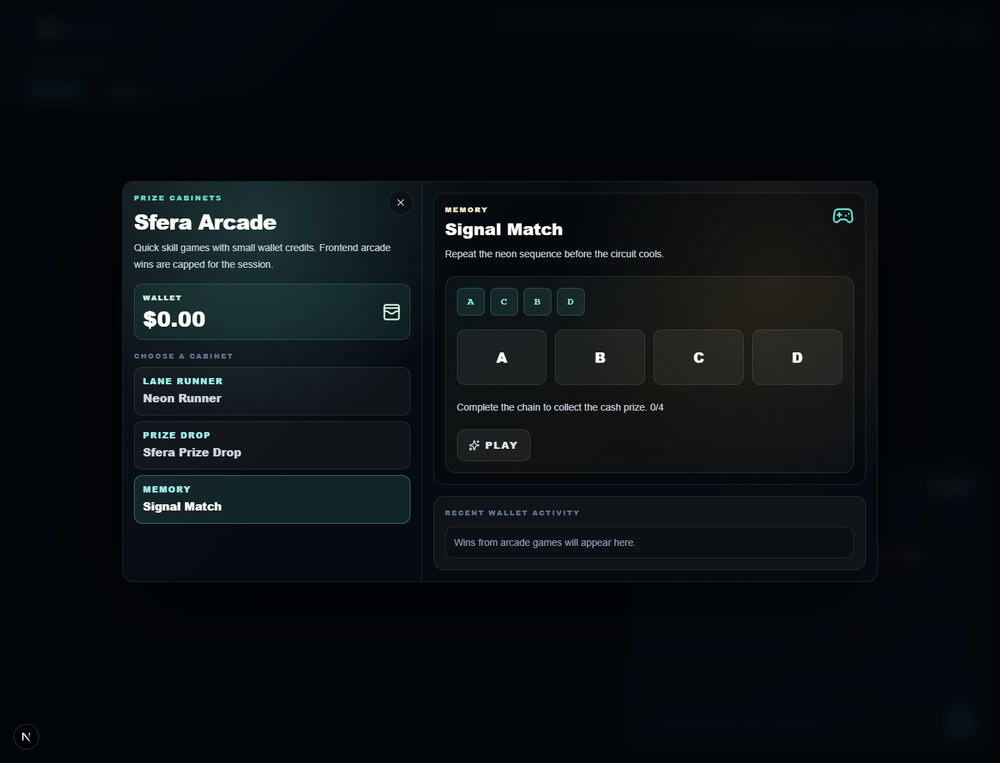 PRIZE CABINETS
Sfera Arcade
Quick skill games with small wallet credits. Frontend arcade
wins are capped for the session.
WALLET
$0.00
CHOOSE A CABINET
LANE RUNNER
Neon Runner
PRIZE DROP
Sfera Prize Drop
MEMORY
Signal Match
MEMORY
Signal Match
Repeat the neon sequence before the circuit cools.
A C B D
A B C D
Complete the chain to collect the cash prize. 0/4
PLAY
RECENT WALLET ACTIVITY
Wins from arcade games will appear here.
N